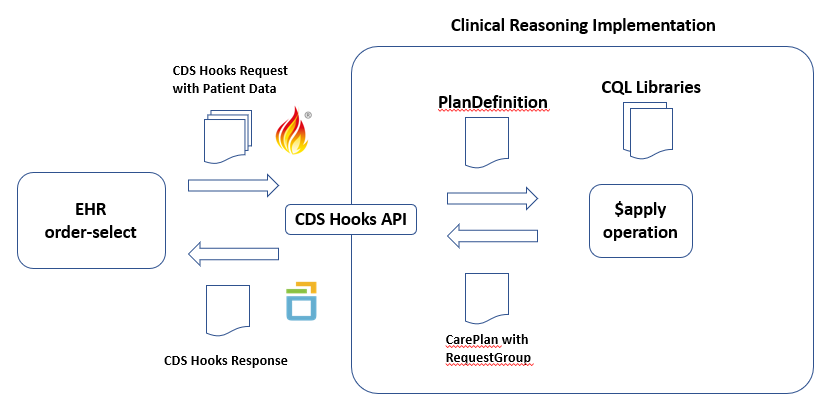 Clinical Reasoning Implementation
CDS Hooks Request
with Patient Data
®
PlanDefinition
CQL Libraries
EHR
order-select
CDS Hooks API
$apply
operation
CarePlan with
RequestGroup
CDS Hooks Response